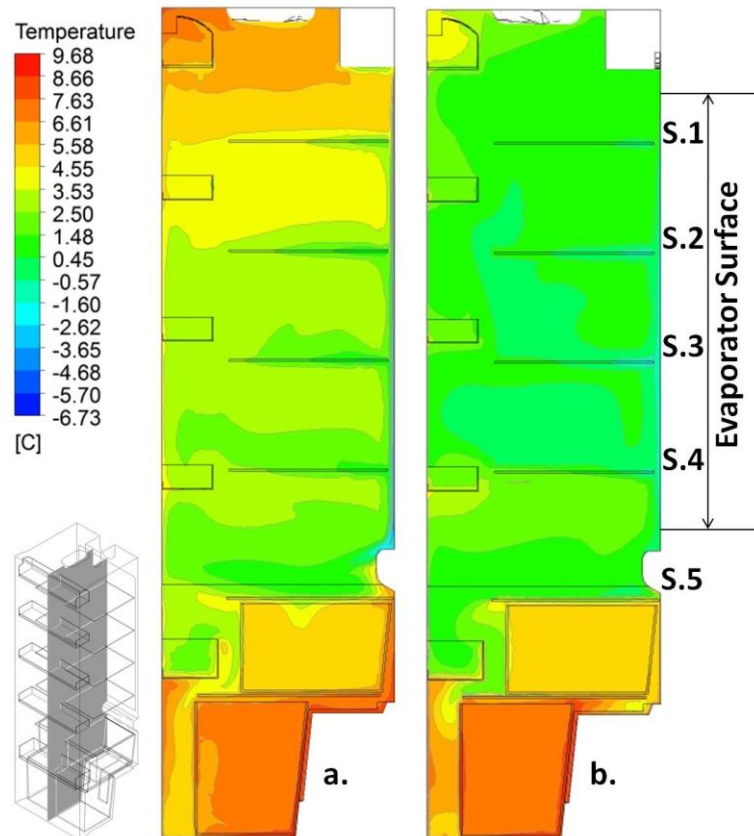 Temperature
9.68
8.66
7.63
6.61
5.58
4.55
3.53
2.50
1.48
0.45
-0.57
-1.60
-2.62
-3.65
-4.68
-5.70
-6.73
[C]
S.1
S.2
S.3
S.4
S.5
Evaporator Surface
a.
b.